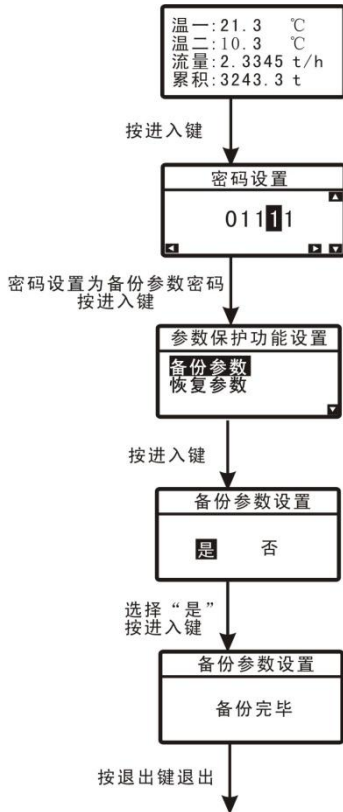 温一:21.3 ℃
温二:10.3 ℃
流量:2.3345 t/h
累积:3243.3 t
按进入键
密码设置
01111
密码设置为备份参数密码
按进入键
参数保护功能设置
备份参数
恢复参数
按进入键
备份参数设置
是 否
选择“是”
按进入键
备份参数设置
备份完毕
按退出键退出